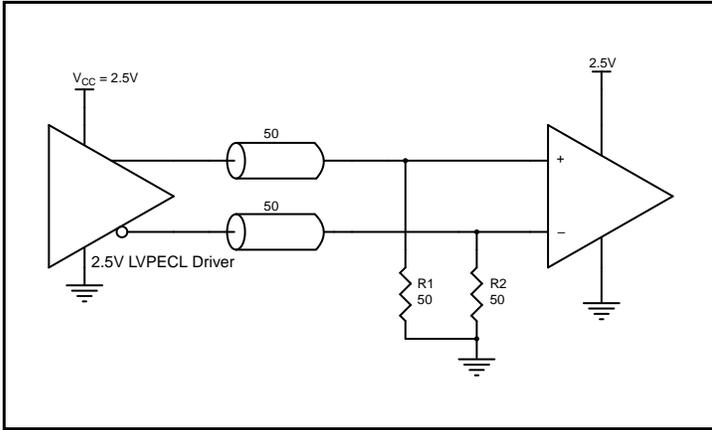 V_CC = 2.5V
2.5V
50
+
50
−
2.5V LVPECL Driver
R1
50
R2
50